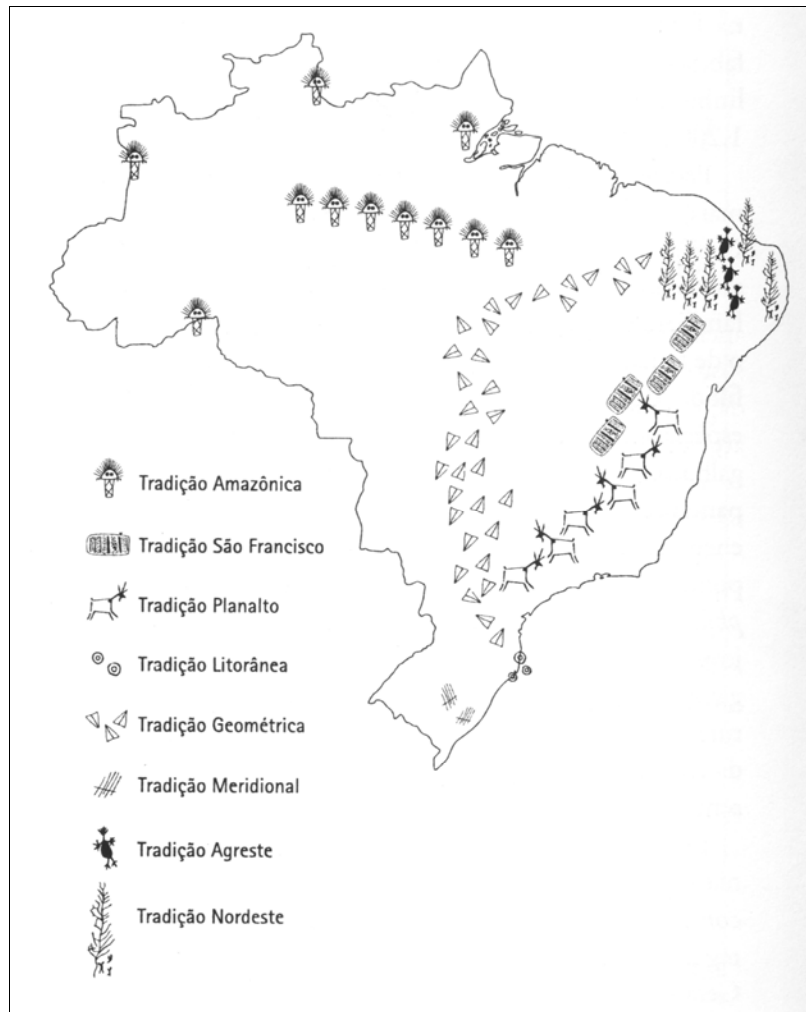 Tradição Amazônica
Tradição São Francisco
Tradição Planalto
Tradição Litorânea
Tradição Geométrica
Tradição Meridional
Tradição Agreste
Tradição Nordeste